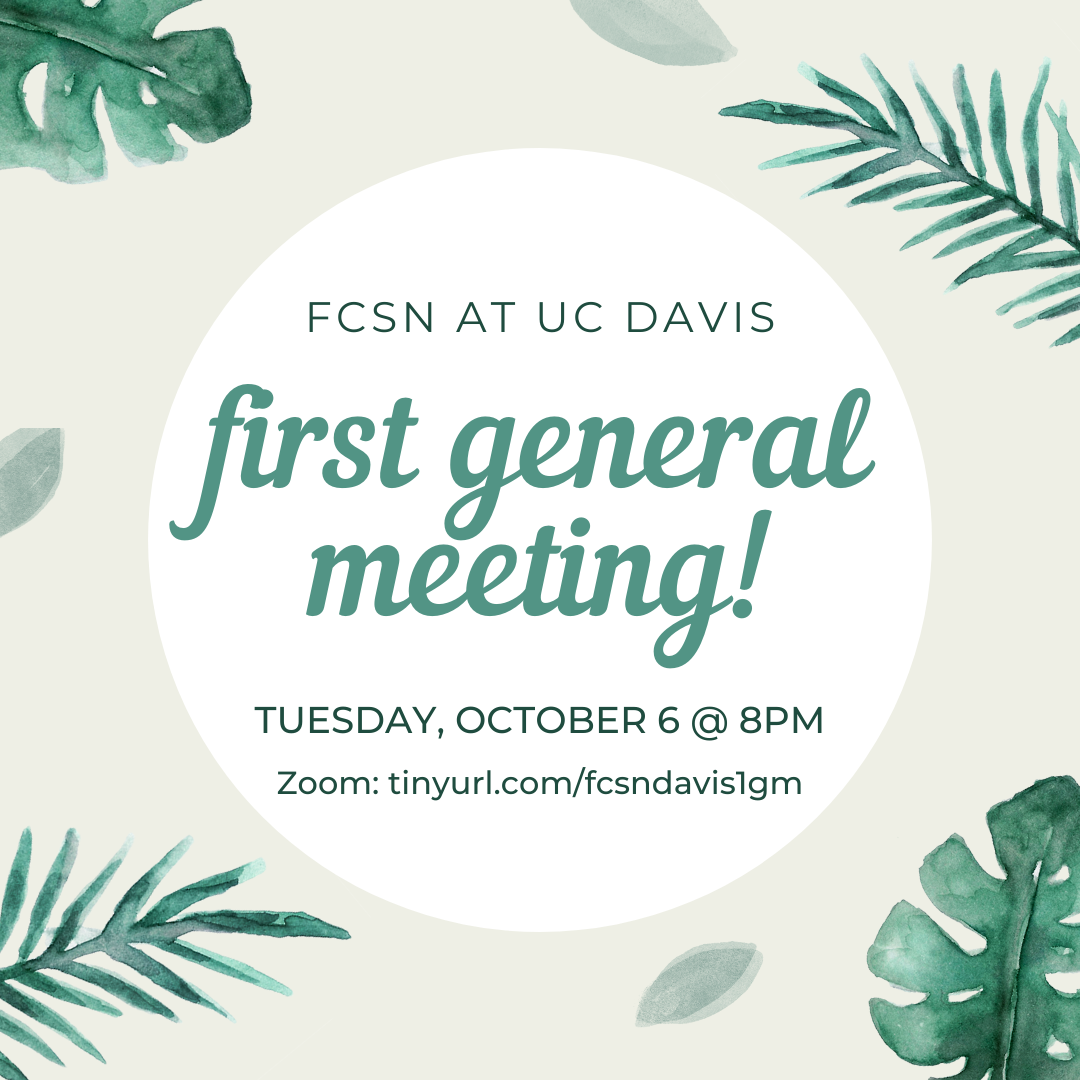 FCSN AT UC DAVIS
first general
meeting!
TUESDAY, OCTOBER 6 @ 8PM
Zoom: tinyurl.com/fcsndavis1gm